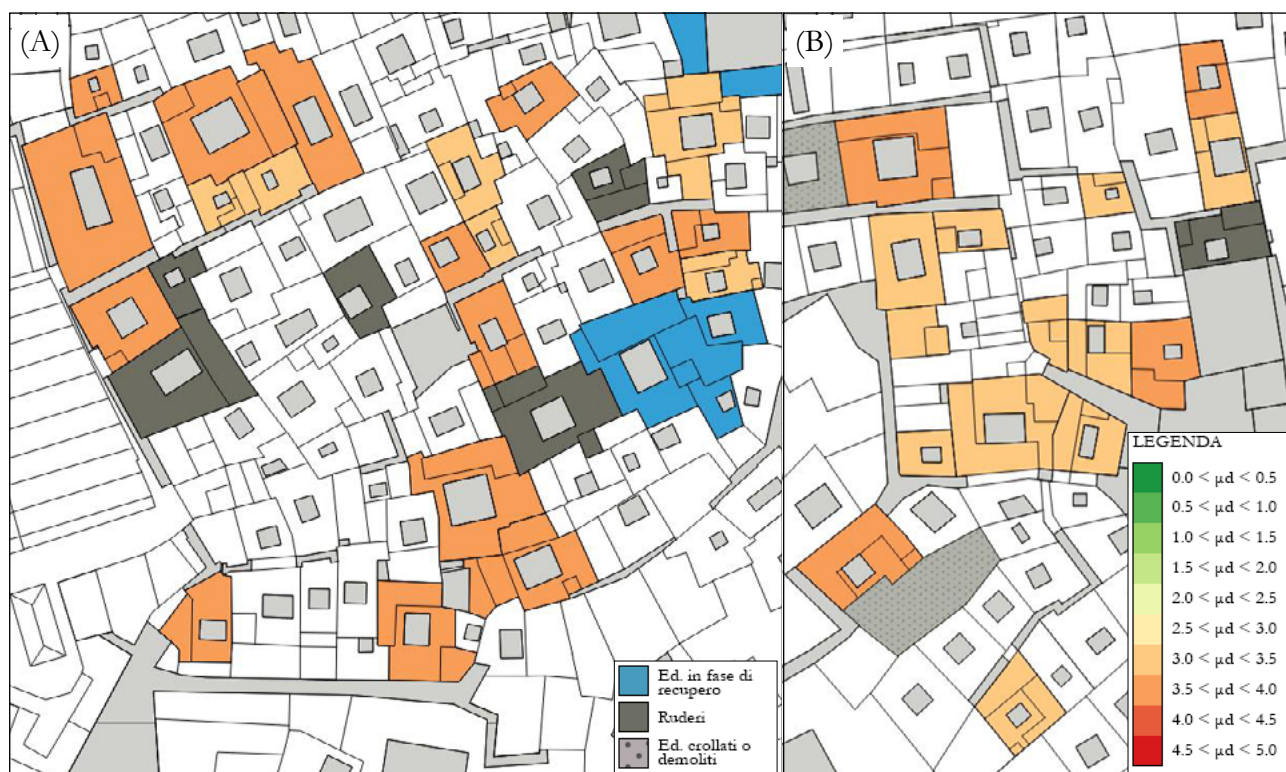 (A)
(B)
Ed. in fase di
recupero
Ruderi
Ed. crollati o
demoliti
LEGENDA
0.0 < μd < 0.5
0.5 < μd < 1.0
1.0 < μd < 1.5
1.5 < μd < 2.0
2.0 < μd < 2.5
2.5 < μd < 3.0
3.0 < μd < 3.5
3.5 < μd < 4.0
4.0 < μd < 4.5
4.5 < μd < 5.0